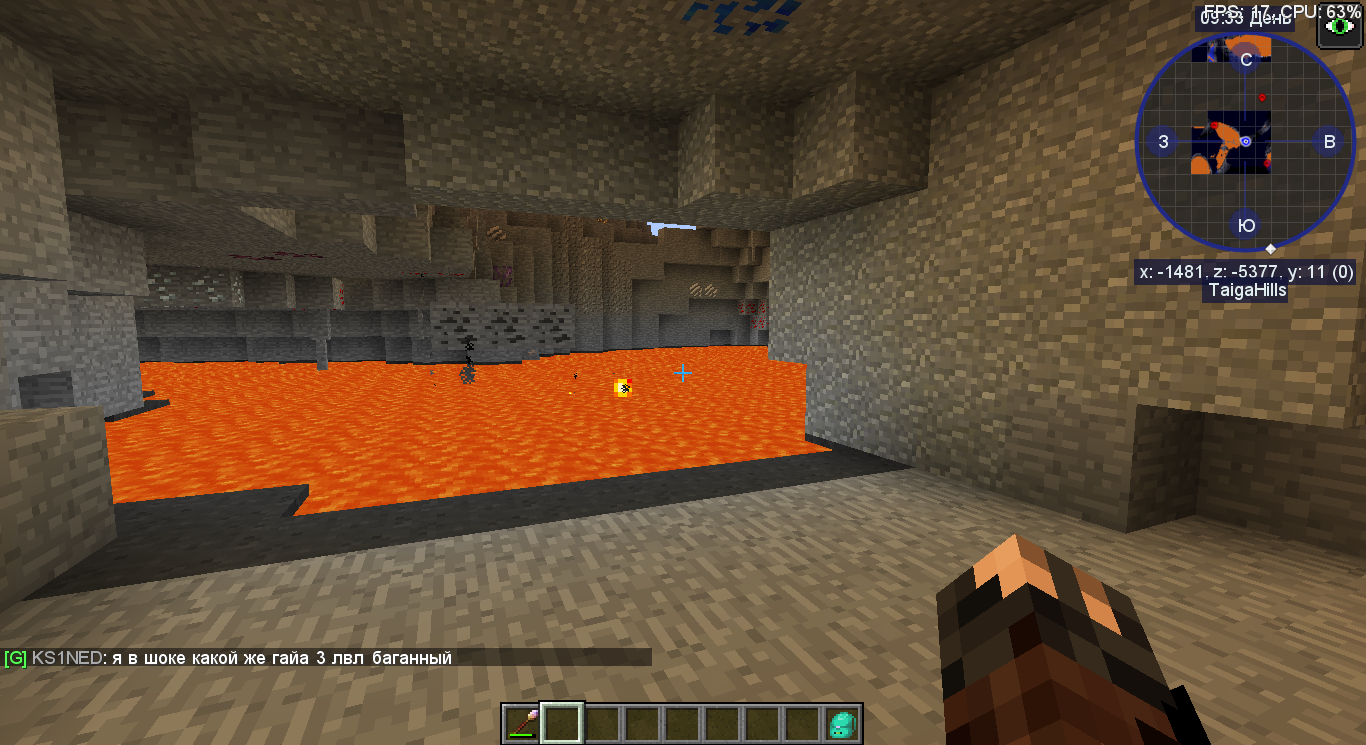 FPS: 17, CPU: 63%
09:33 День
С
З
В
Ю
x: -1481, z: -5377, y: 11 (0)
TaigaHills
[G] KS1NED: я в шоке какой же гайа 3 лвл баганный